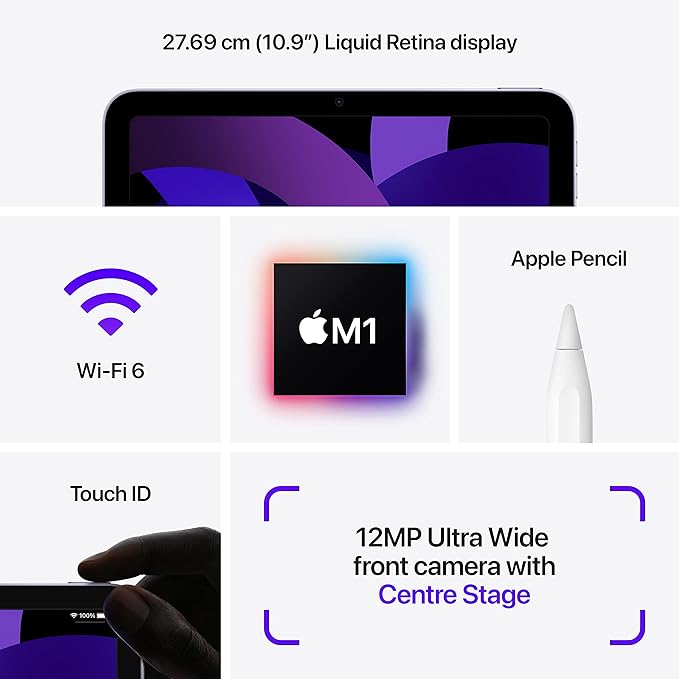 27.69 cm (10.9″) Liquid Retina display
Wi-Fi 6
M1
Apple Pencil
Touch ID
100%
12MP Ultra Wide
front camera with
Centre Stage